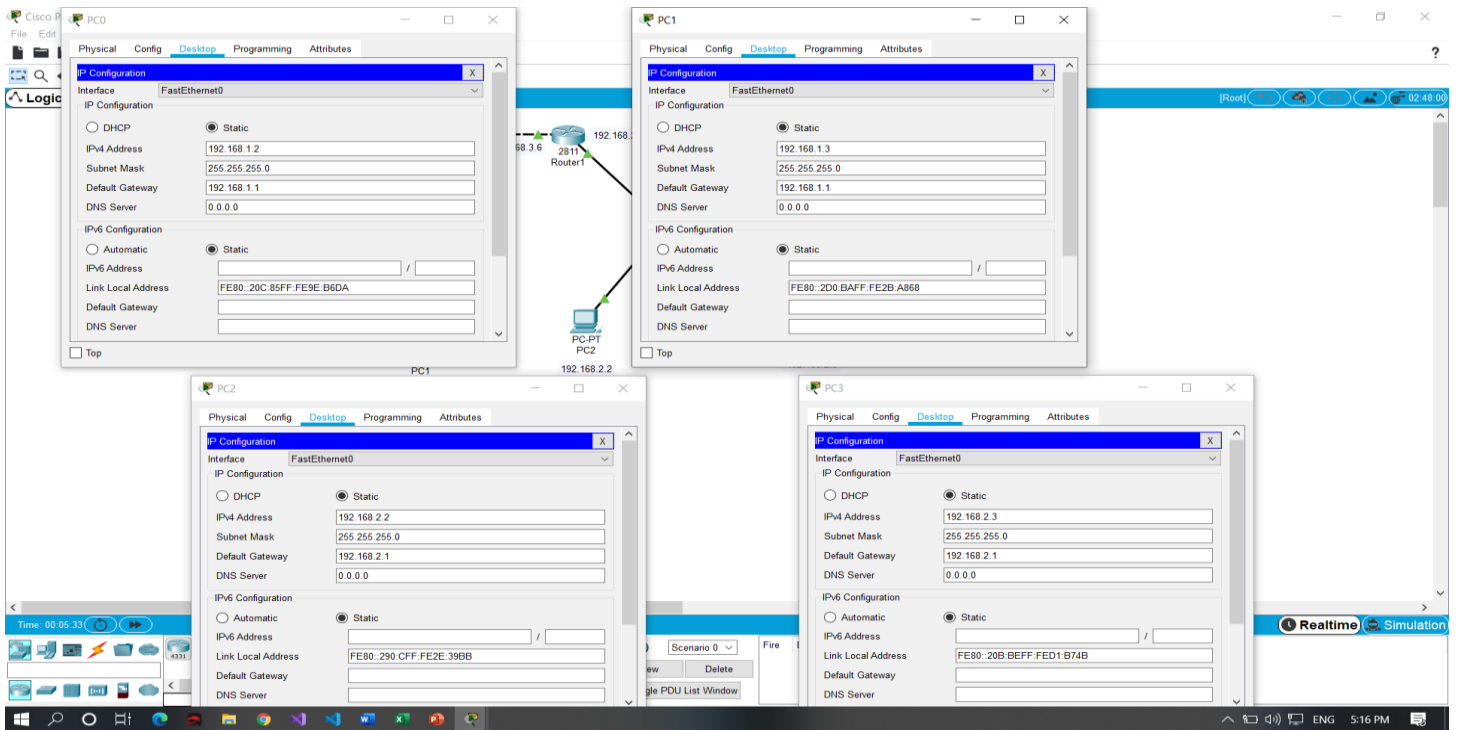 Cisco P
File Edit
?
Logic
[Root]
02:48:00
PC0
Physical Config Desktop Programming Attributes
IP Configuration X
Interface FastEthernet0
IP Configuration
DHCP Static
IPv4 Address 192.168.1.2
Subnet Mask 255.255.255.0
Default Gateway 192.168.1.1
DNS Server 0.0.0.0
IPv6 Configuration
Automatic Static
IPv6 Address /
Link Local Address FE80::20C:85FF:FE9E:B6DA
Default Gateway
DNS Server
Top
68.3.6
192.168.
2811
Router1
PC-PT
PC2
192.168.2.2
PC1
PC1
Physical Config Desktop Programming Attributes
IP Configuration X
Interface FastEthernet0
IP Configuration
DHCP Static
IPv4 Address 192.168.1.3
Subnet Mask 255.255.255.0
Default Gateway 192.168.1.1
DNS Server 0.0.0.0
IPv6 Configuration
Automatic Static
IPv6 Address /
Link Local Address FE80::2D0:BAFF:FE2B:A868
Default Gateway
DNS Server
Top
PC2
Physical Config Desktop Programming Attributes
IP Configuration X
Interface FastEthernet0
IP Configuration
DHCP Static
IPv4 Address 192.168.2.2
Subnet Mask 255.255.255.0
Default Gateway 192.168.2.1
DNS Server 0.0.0.0
IPv6 Configuration
Automatic Static
IPv6 Address /
Link Local Address FE80::290:CFF:FE2E:39BB
Default Gateway
DNS Server
PC3
Physical Config Desktop Programming Attributes
IP Configuration X
Interface FastEthernet0
IP Configuration
DHCP Static
IPv4 Address 192.168.2.3
Subnet Mask 255.255.255.0
Default Gateway 192.168.2.1
DNS Server 0.0.0.0
IPv6 Configuration
Automatic Static
IPv6 Address /
Link Local Address FE80::20B:BEFF:FED1:B74B
Default Gateway
DNS Server
Time: 00:05:33
Realtime Simulation
4331
Scenario 0
Fire
ew Delete
gle PDU List Window
ENG 5:16 PM